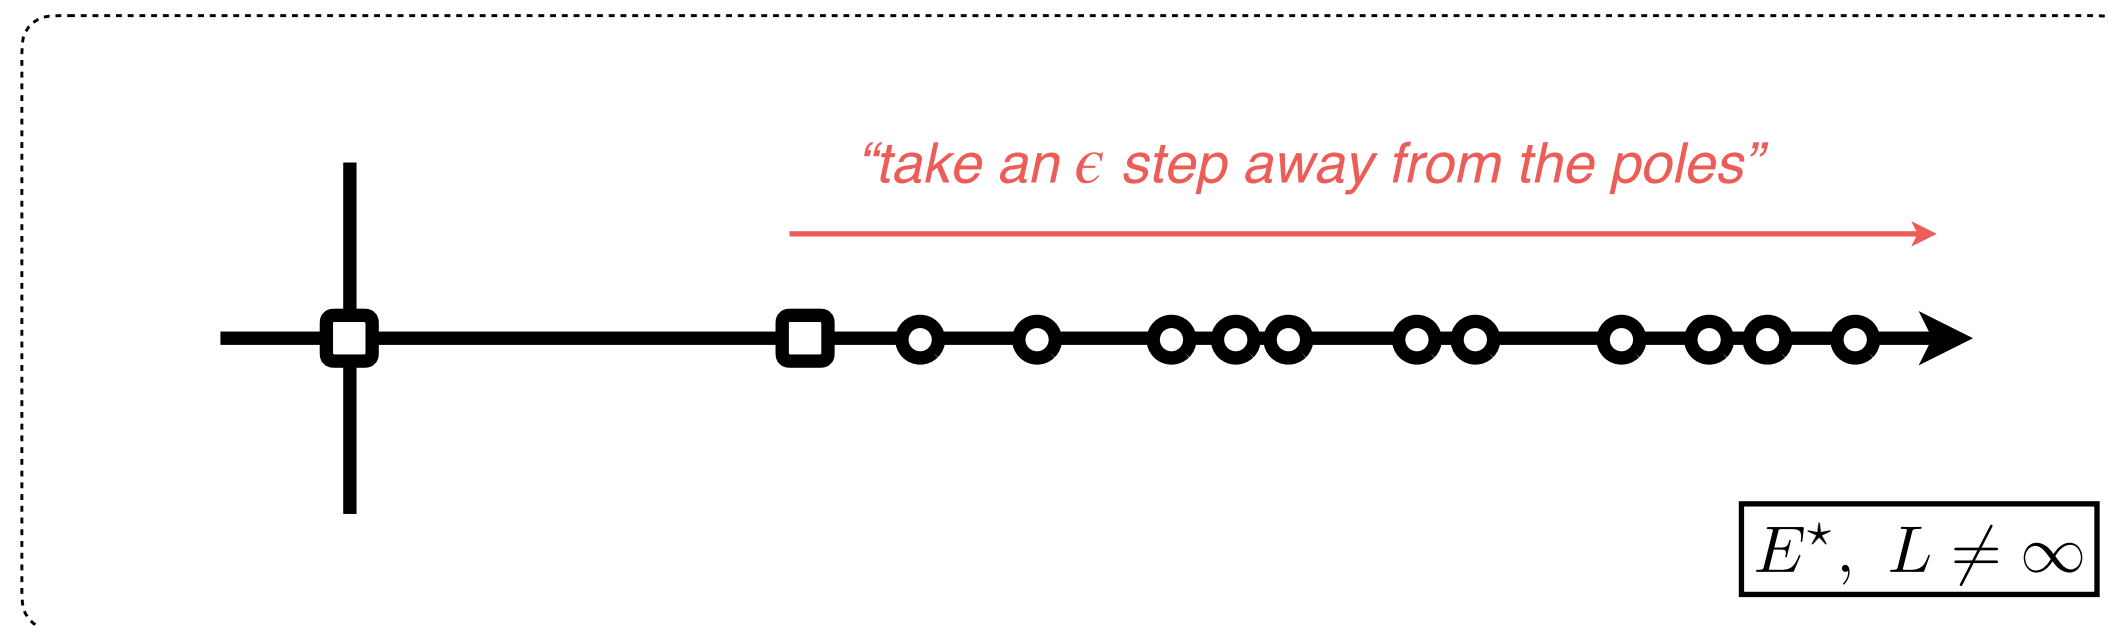 “take an ϵ step away from the poles”
E⋆, L ≠ ∞